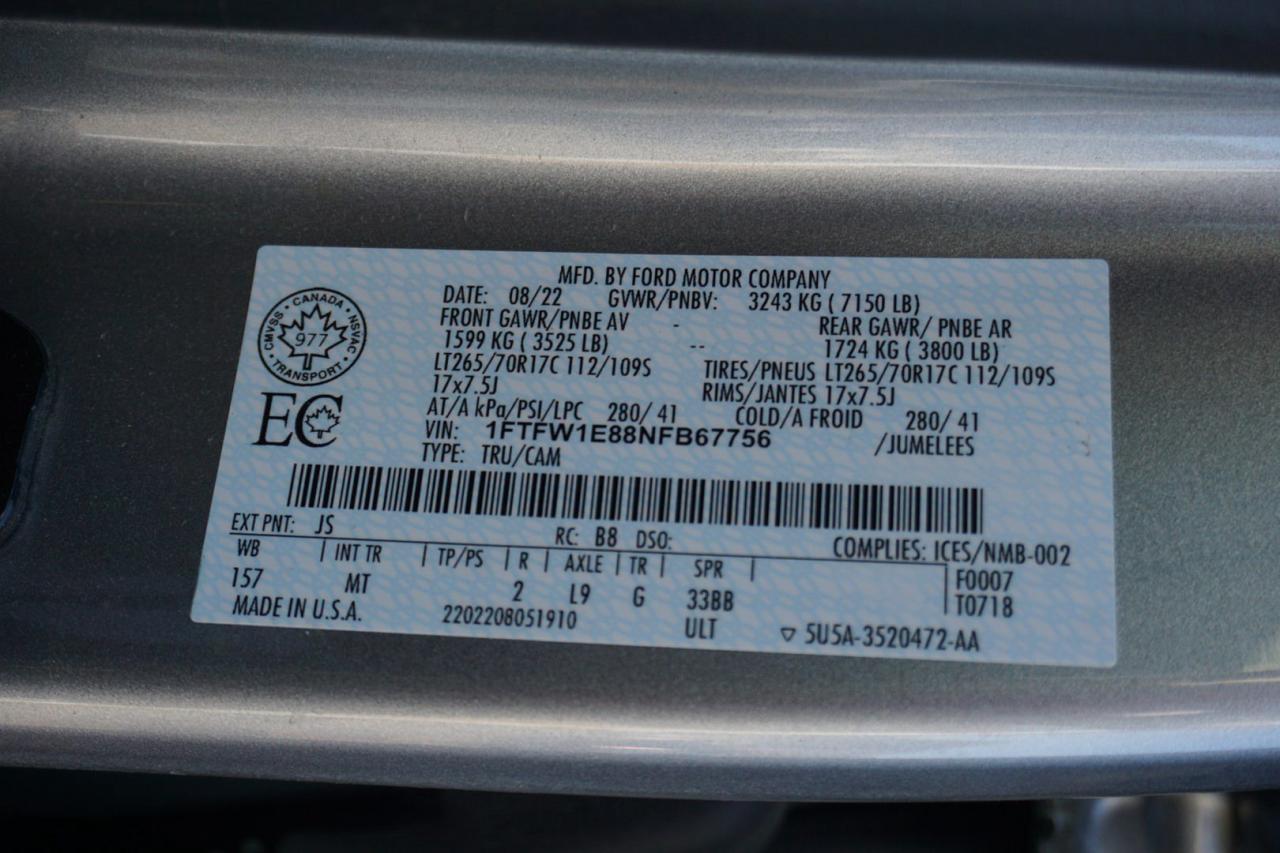 MFD. BY FORD MOTOR COMPANY
DATE: 08/22 GVWR/PNBV: 3243 KG ( 7150 LB)
FRONT GAWR/PNBE AV - REAR GAWR/ PNBE AR
1599 KG ( 3525 LB) -- 1724 KG ( 3800 LB)
LT265/70R17C 112/109S TIRES/PNEUS LT265/70R17C 112/109S
17x7.5J RIMS/JANTES 17x7.5J
AT/A kPa/PSI/LPC 280/ 41 COLD/A FROID 280/ 41
VIN: 1FTFW1E88NFB67756 /JUMELEES
TYPE: TRU/CAM
CMVSS • CANADA • NSVAC • TRANSPORT •
977
EC
EXT PNT: JS RC: B8 DSO: COMPLIES: ICES/NMB-002
WB | INT TR | TP/PS | R | AXLE | TR | SPR | F0007
157 MT 2 L9 G 33BB T0718
MADE IN U.S.A. 2202208051910 ULT ▽ 5U5A-3520472-AA